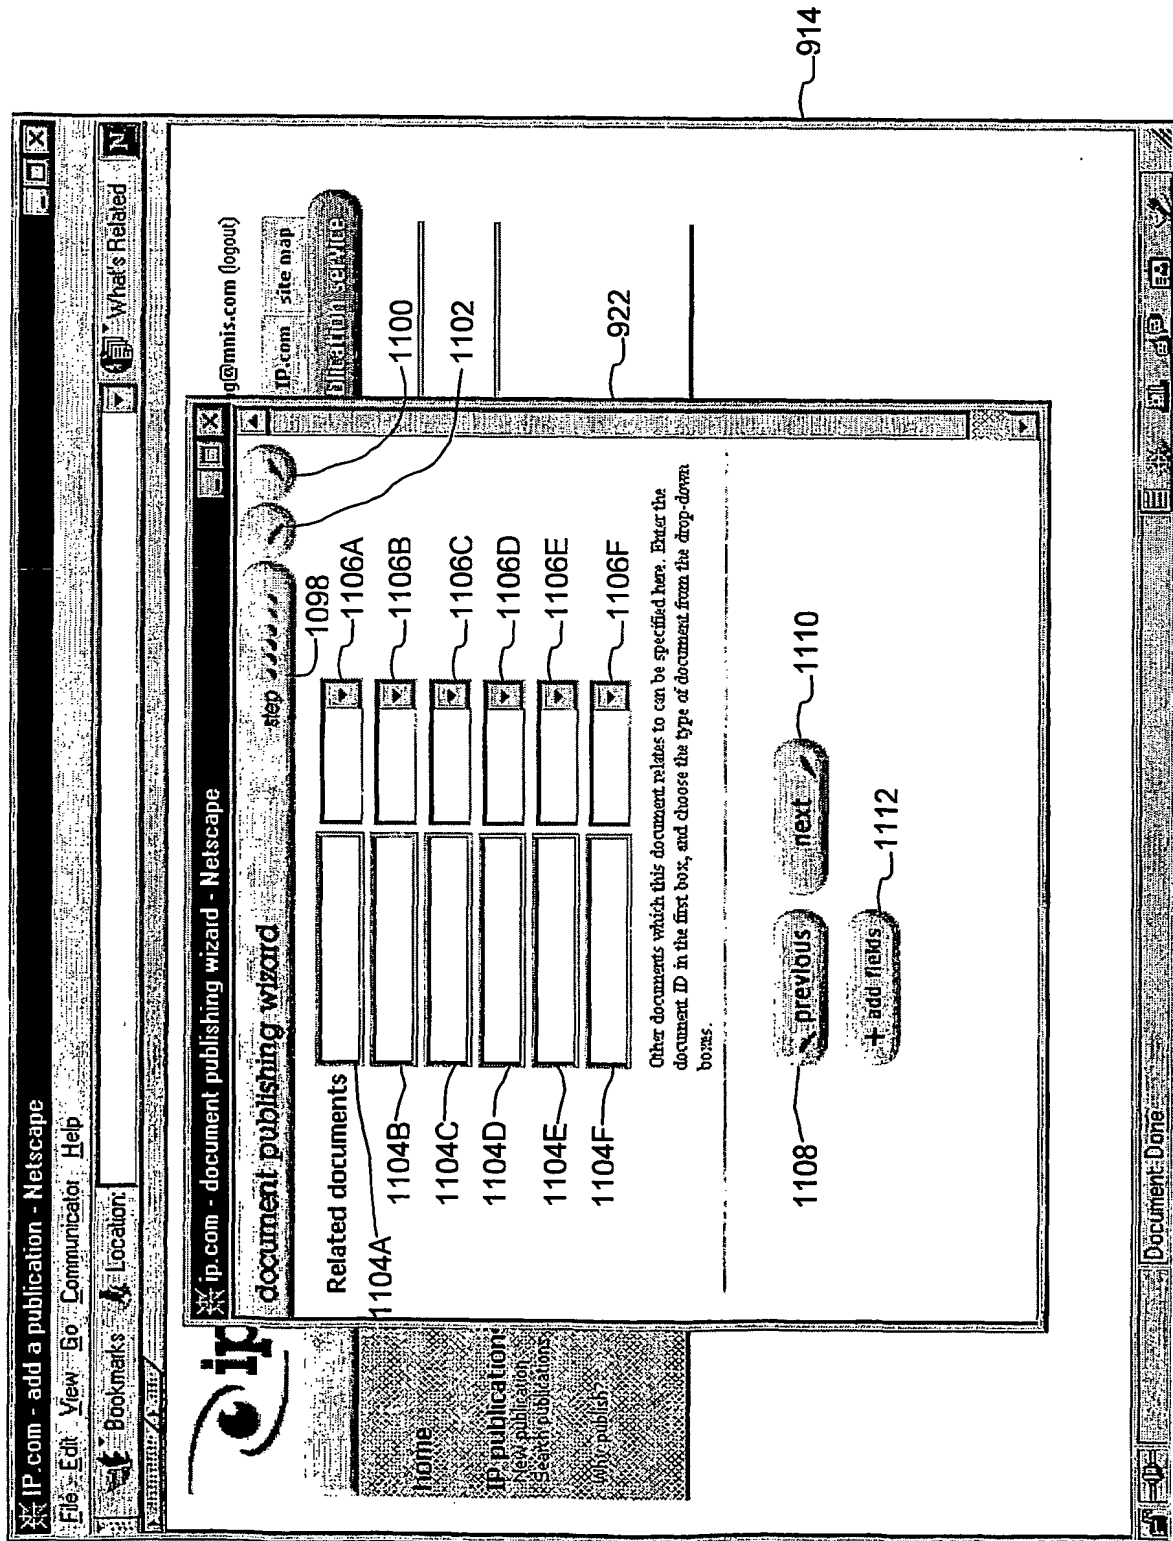 IP.com - add a publication - Netscape
File Edit View Go Communicator Help
Bookmarks Location: What's Related N
g@mnis.com (logout)
ip
IP.com site map
service
home
IP publications
New publication
Search publications
Why publish?
ip.com - document publishing wizard - Netscape
document publishing wizard step
1098
1100
1102
Related documents
1104A
1104B
1104C
1104D
1104E
1104F
1106A
1106B
1106C
1106D
1106E
1106F
Other documents which this document relates to can be specified here. Enter the
document ID in the first box, and choose the type of document from the drop-down
boxes.
922
previous next
+ add fields
1108
1110
1112
Document: Done
914